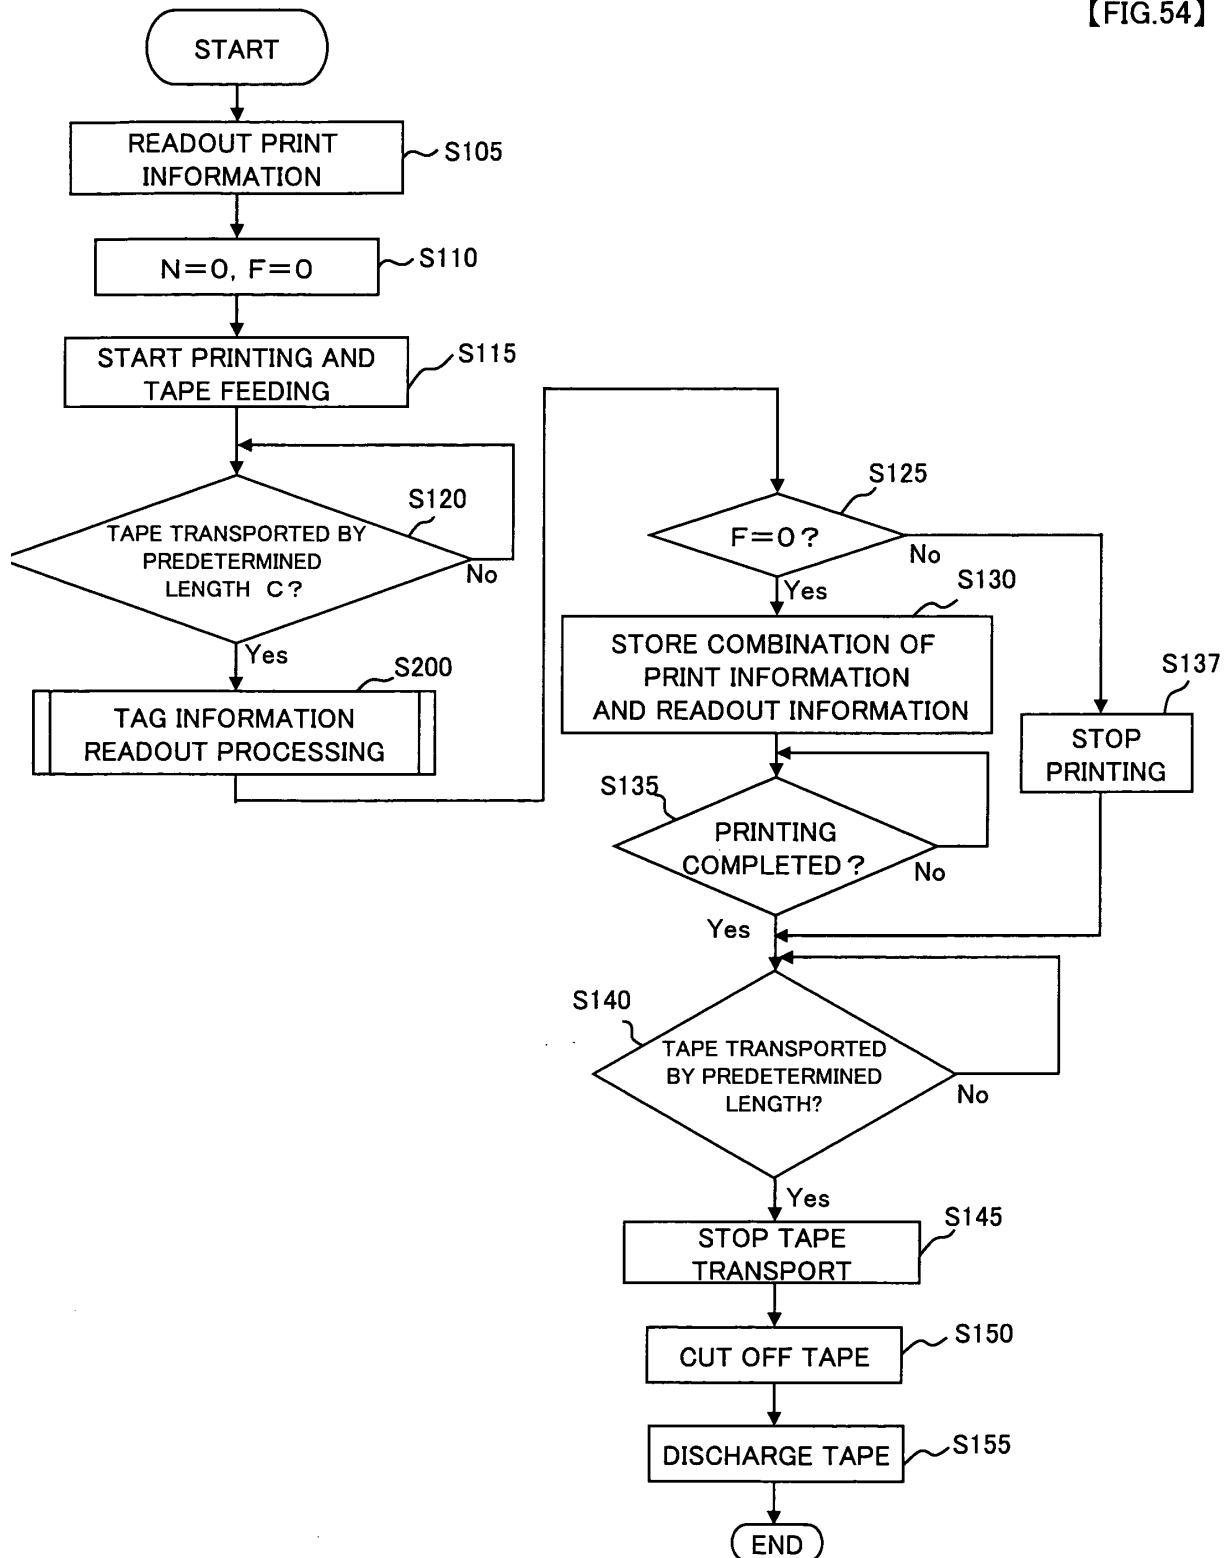 【FIG.54】
START
READOUT PRINT
INFORMATION
S105
N=0, F=0
S110
START PRINTING AND
TAPE FEEDING
S115
TAPE TRANSPORTED BY
PREDETERMINED
LENGTH C?
S120
No
Yes
S200
TAG INFORMATION
READOUT PROCESSING
S125
F=0?
No
Yes
S130
STORE COMBINATION OF
PRINT INFORMATION
AND READOUT INFORMATION
S137
STOP
PRINTING
S135
PRINTING
COMPLETED?
No
Yes
S140
TAPE TRANSPORTED
BY PREDETERMINED
LENGTH?
No
Yes
S145
STOP TAPE
TRANSPORT
S150
CUT OFF TAPE
S155
DISCHARGE TAPE
END